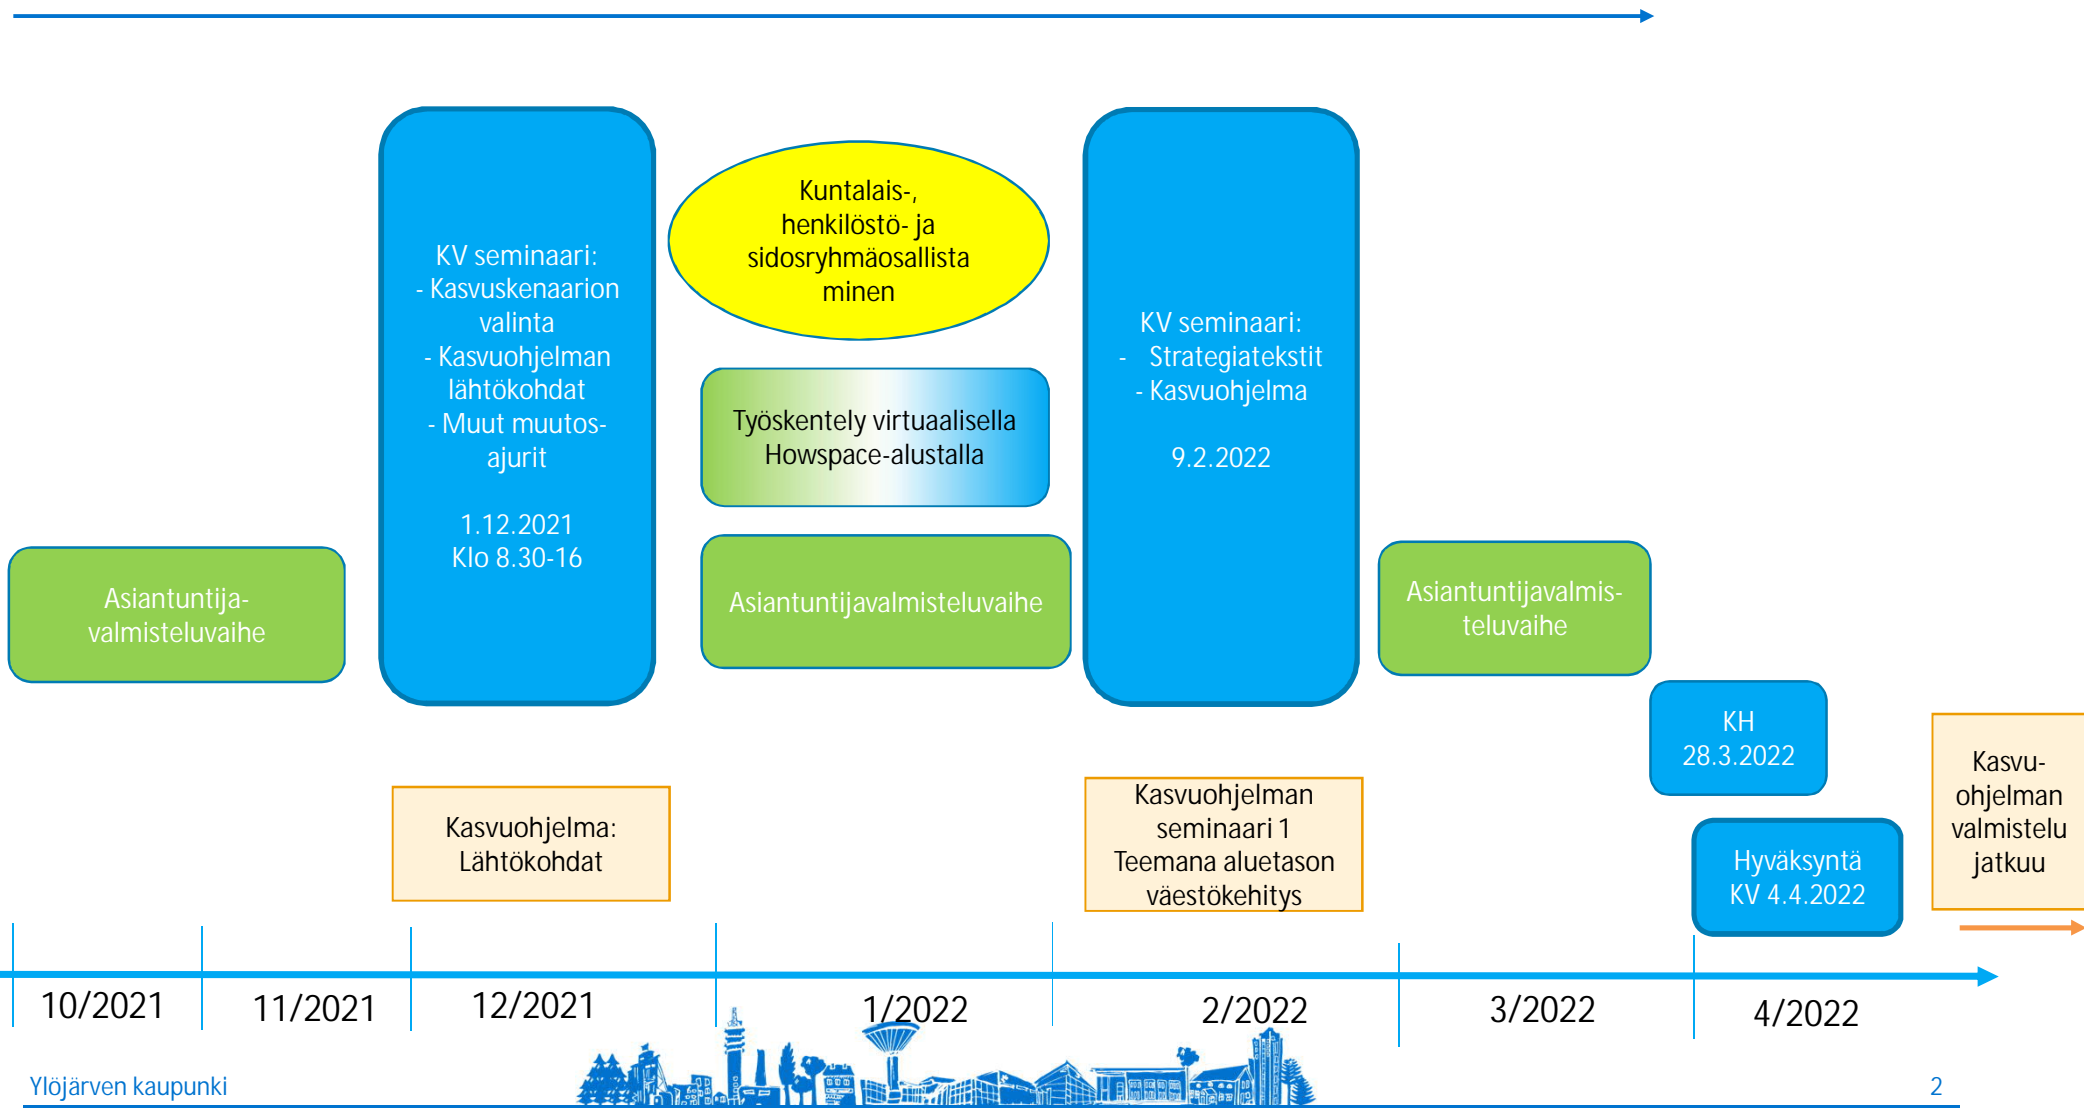 KV seminaari:
- Kasvuskenaarion
valinta
- Kasvuohjelman
lähtökohdat
- Muut muutos-
ajurit
1.12.2021
Klo 8.30-16
Kuntalais-,
henkilöstö- ja
sidosryhmäosallista
minen
Työskentely virtuaalisella
Howspace-alustalla
KV seminaari:
- Strategiatekstit
- Kasvuohjelma
9.2.2022
Asiantuntija-
valmisteluvaihe
Asiantuntijavalmisteluvaihe
Asiantuntijavalmis-
teluvaihe
KH
28.3.2022
Hyväksyntä
KV 4.4.2022
Kasvu-
ohjelman
valmistelu
jatkuu
Kasvuohjelma:
Lähtökohdat
Kasvuohjelman
seminaari 1
Teemana aluetason
väestökehitys
10/2021
11/2021
12/2021
1/2022
2/2022
3/2022
4/2022
Ylöjärven kaupunki
2